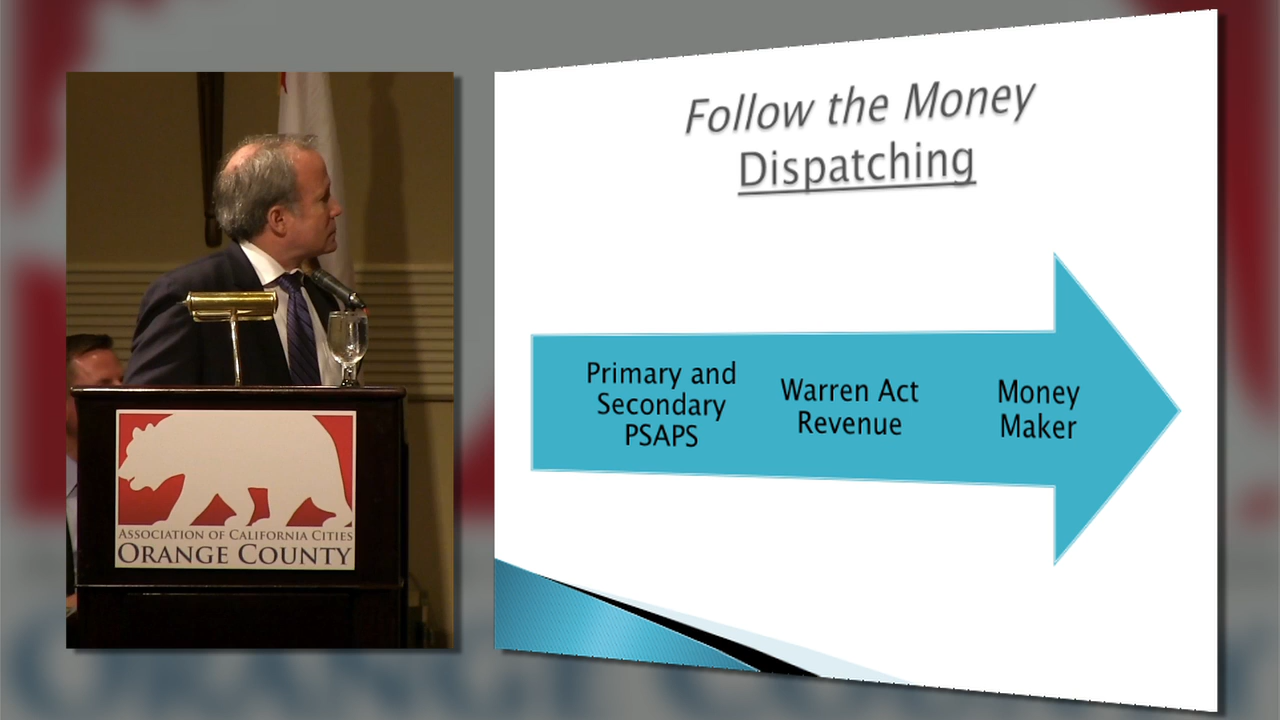 Follow the Money
Dispatching
Primary and
Secondary
PSAPS
Warren Act
Revenue
Money
Maker
ASSOCIATION OF CALIFORNIA CITIES
ORANGE COUNTY